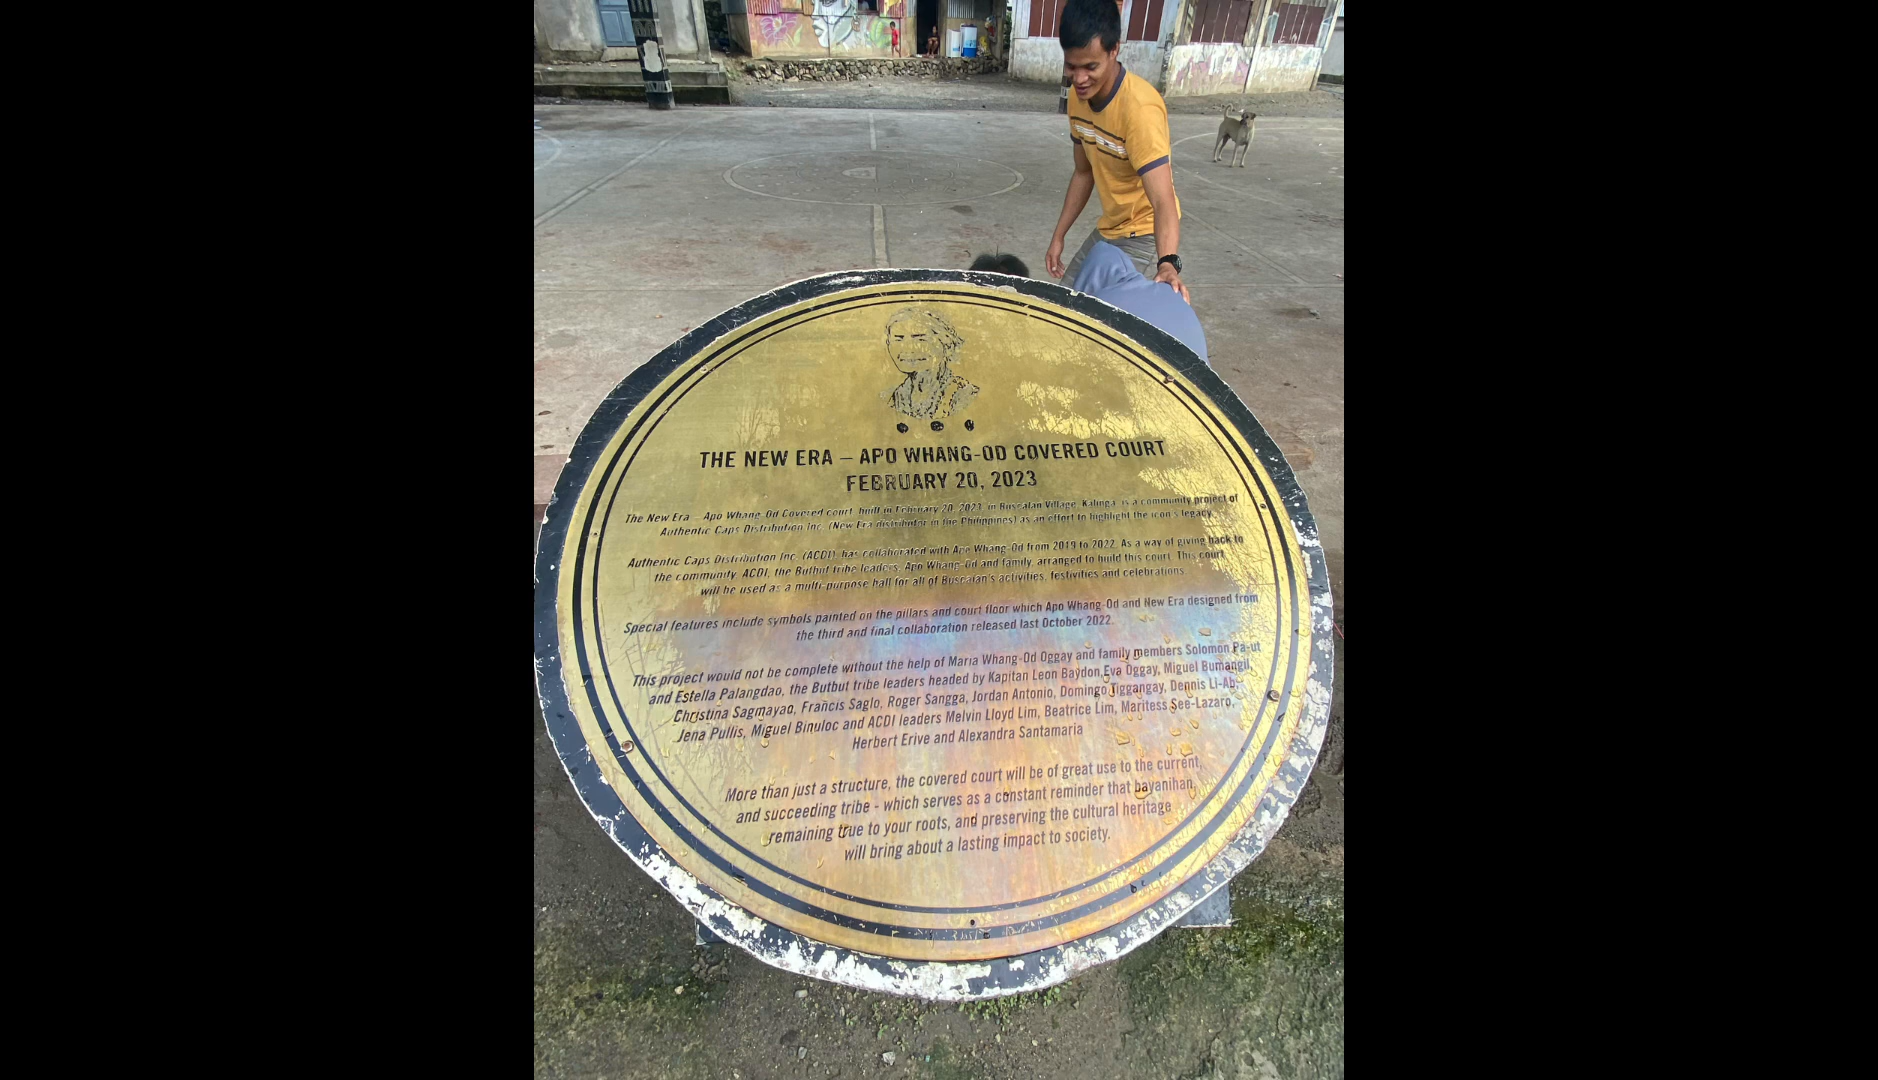 THE NEW ERA – APO WHANG-OD COVERED COURT
FEBRUARY 20, 2023
The New Era - Apo Whang-Od Covered court, built in February 20, 2023, in Buscalan Village, Kalinga, is a community project of
Authentic Caps Distribution Inc. (New Era distributor in the Philippines) as an effort to highlight the icon's legacy.
Authentic Caps Distribution Inc. (ACDI), has collaborated with Apo Whang-Od from 2019 to 2022. As a way of giving back to
the community, ACDI, the Butbut tribe leaders, Apo Whang-Od and family, arranged to build this court. This court
will be used as a multi-purpose hall for all of Buscalan's activities, festivities and celebrations.
Special features include symbols painted on the pillars and court floor which Apo Whang-Od and New Era designed from
the third and final collaboration released last October 2022.
This project would not be complete without the help of Maria Whang-Od Oggay and family members Solomon Pa-ut
and Estella Palangdao, the Butbut tribe leaders headed by Kapitan Leon Baydon,Eva Oggay, Miguel Bumangil,
Christina Sagmayao, Francis Saglo, Roger Sangga, Jordan Antonio, Domingo Tiggangay, Dennis Li-Ab,
Jena Pullis, Miguel Binuloc and ACDI leaders Melvin Lloyd Lim, Beatrice Lim, Maritess See-Lazaro,
Herbert Erive and Alexandra Santamaria
More than just a structure, the covered court will be of great use to the current,
and succeeding tribe - which serves as a constant reminder that bayanihan,
remaining true to your roots, and preserving the cultural heritage
will bring about a lasting impact to society.